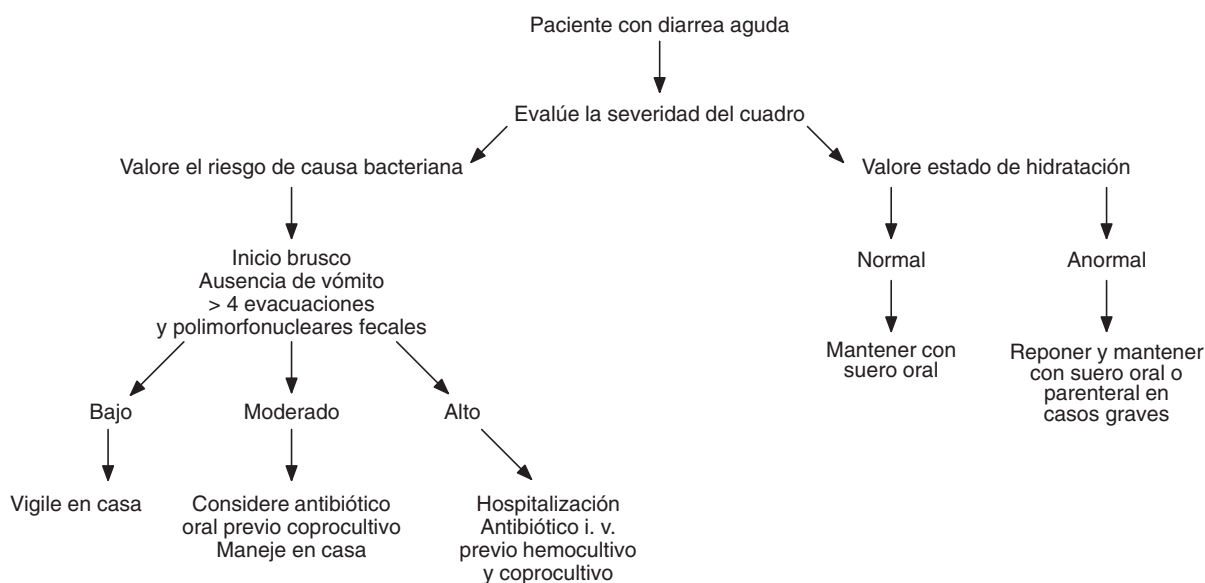 Paciente con diarrea aguda
Evalúe la severidad del cuadro
Valore el riesgo de causa bacteriana
Valore estado de hidratación
Inicio brusco
Ausencia de vómito
> 4 evacuaciones
y polimorfonucleares fecales
Normal
Anormal
Mantener con
suero oral
Reponer y mantener
con suero oral o
parenteral en
casos graves
Bajo
Moderado
Alto
Vigile en casa
Considere antibiótico
oral previo coprocultivo
Maneje en casa
Hospitalización
Antibiótico i. v.
previo hemocultivo
y coprocultivo